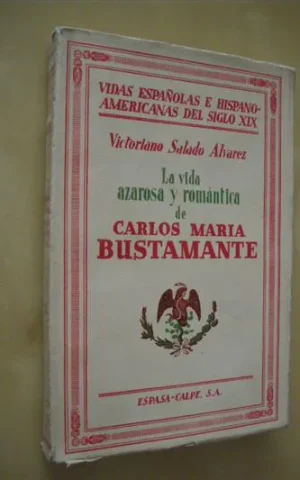 VIDAS ESPAÑOLAS E HISPANO-
AMERICANAS DEL SIGLO XIX
Victoriano Salado Alvarez
La vida
azarosa y romántica
de
CARLOS MARIA
BUSTAMANTE
ESPASA-CALPE, S.A.